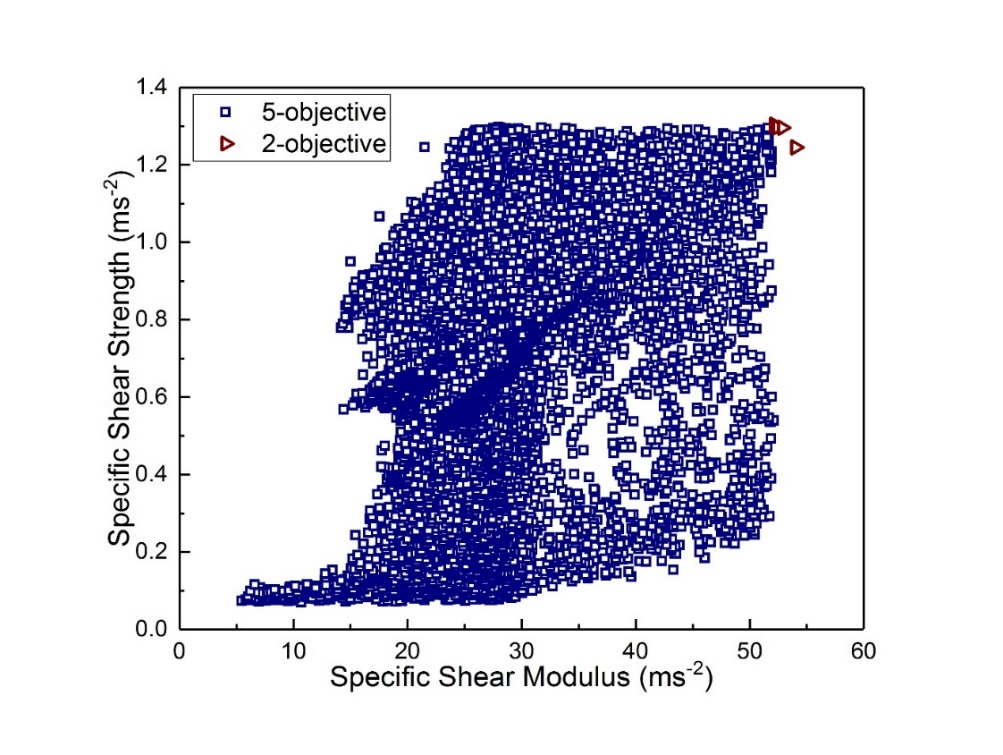 1.4
5-objective
2-objective
1.2
1.0
0.8
0.6
0.4
0.2
0.0
Specific Shear Strength (ms⁻²)
0 10 20 30 40 50 60
Specific Shear Modulus (ms⁻²)